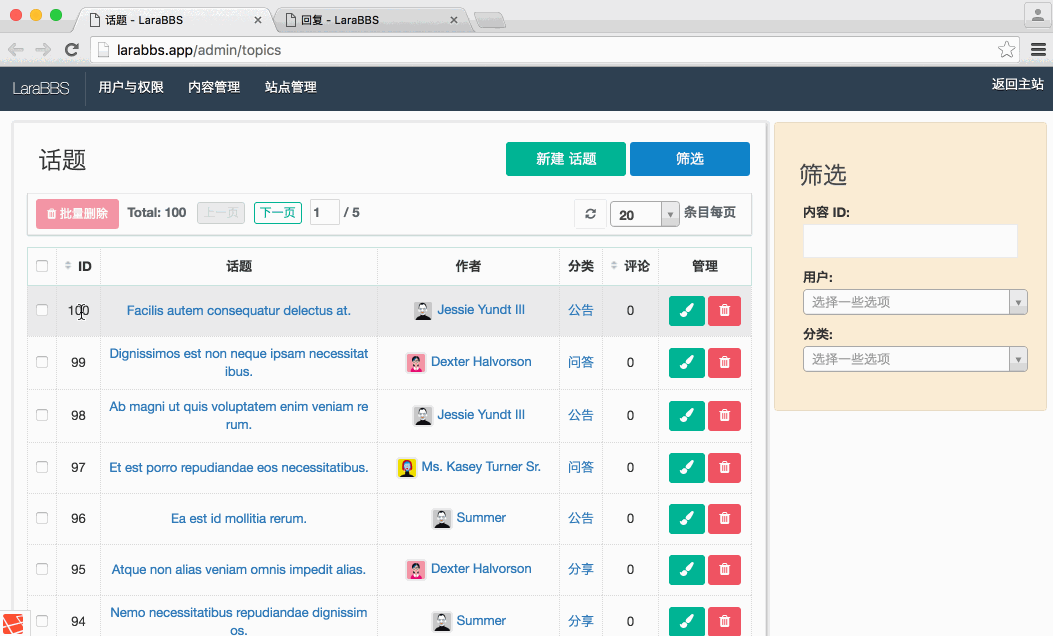 话题 - LaraBBS
回复 - LaraBBS
larabbs.app/admin/topics
LaraBBS 用户与权限 内容管理 站点管理 返回主站
话题 新建 话题 筛选
批量删除 Total: 100 上一页 下一页 1 / 5 20 条目每页
ID 话题 作者 分类 评论 管理
100 Facilis autem consequatur delectus at. Jessie Yundt III 公告 0
99 Dignissimos est non neque ipsam necessitat
ibus. Dexter Halvorson 问答 0
98 Ab magni ut quis voluptatem enim veniam re
rum. Jessie Yundt III 公告 0
97 Et est porro repudiandae eos necessitatibus. Ms. Kasey Turner Sr. 问答 0
96 Ea est id mollitia rerum. Summer 公告 0
95 Atque non alias veniam omnis impedit alias. Dexter Halvorson 分享 0
94 Nemo necessitatibus repudiandae dignissim
os. Summer 分享 0
筛选
内容 ID:
用户:
选择一些选项
分类:
选择一些选项